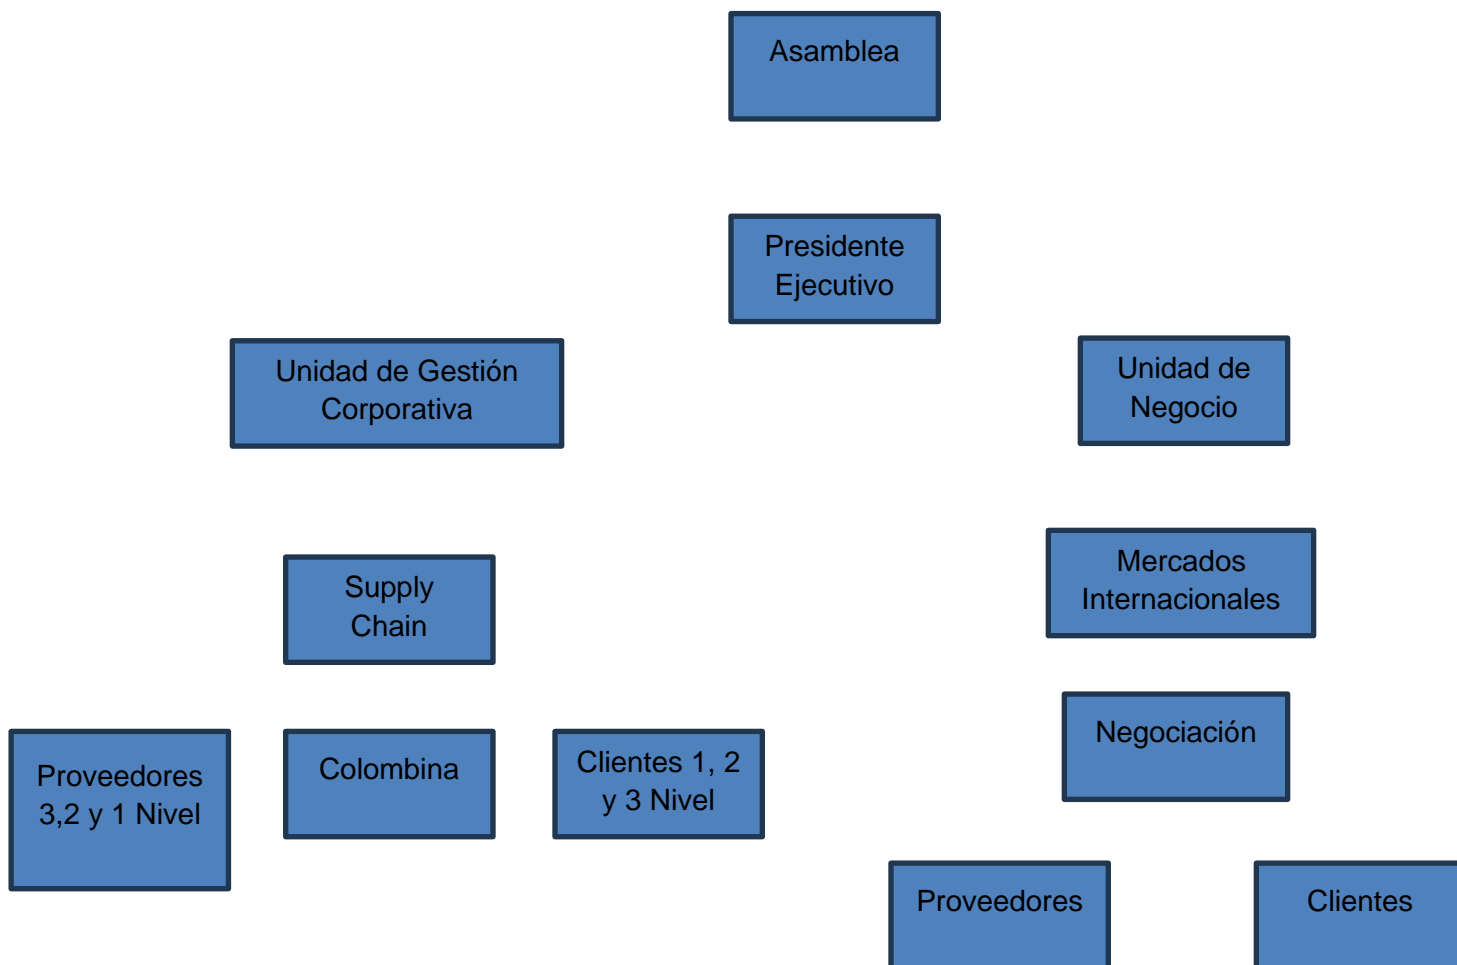 Asamblea
Presidente
Ejecutivo
Unidad de Gestión
Corporativa
Unidad de
Negocio
Supply
Chain
Mercados
Internacionales
Proveedores
3,2 y 1 Nivel
Colombina
Clientes 1, 2
y 3 Nivel
Negociación
Proveedores
Clientes